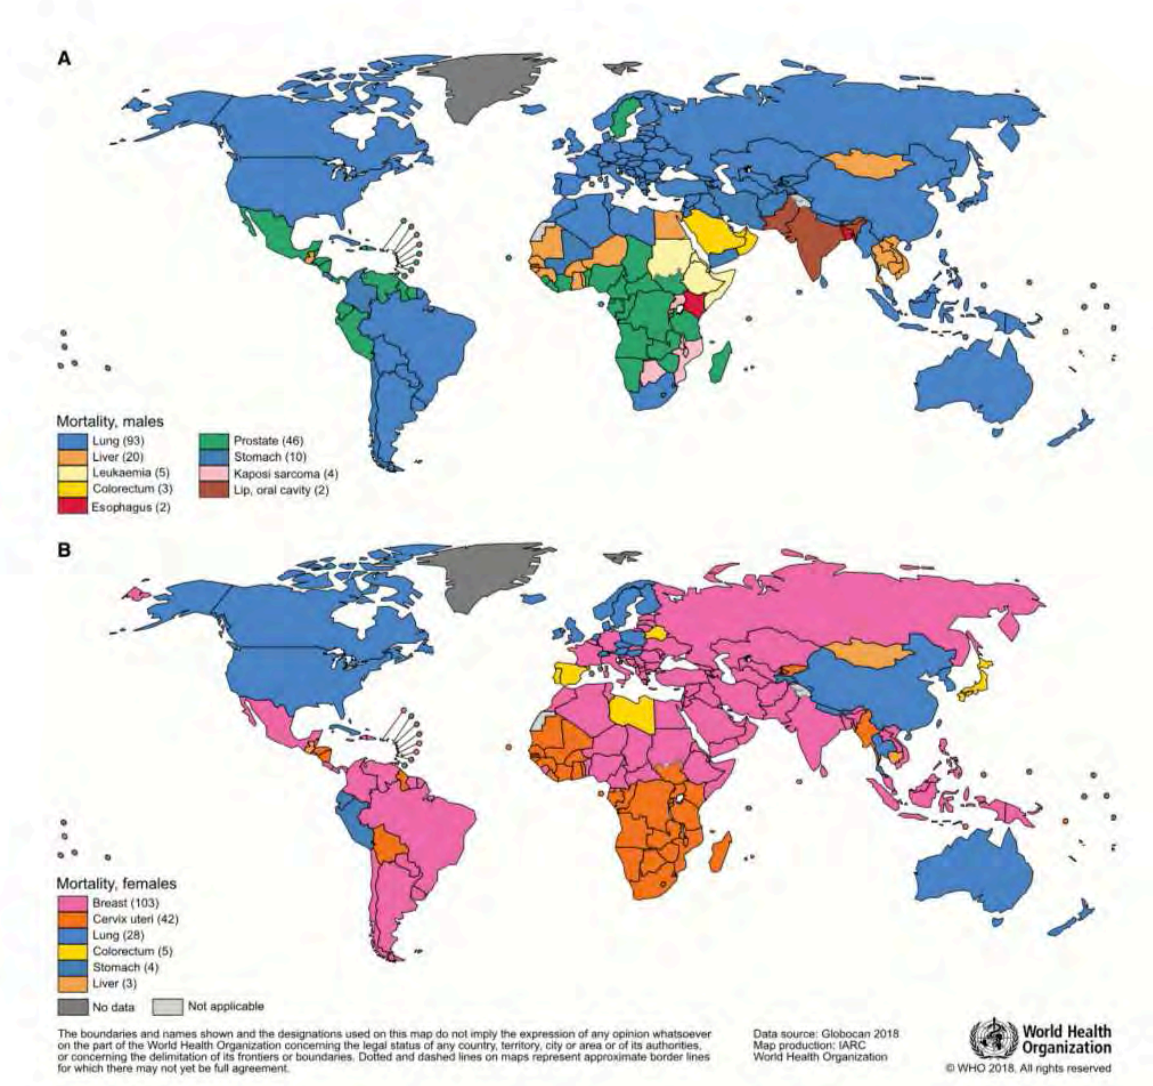 A
Mortality, males
Lung (93)
Liver (20)
Leukaemia (5)
Colorectum (3)
Esophagus (2)
Prostate (46)
Stomach (10)
Kaposi sarcoma (4)
Lip, oral cavity (2)
B
Mortality, females
Breast (103)
Cervix uteri (42)
Lung (28)
Colorectum (5)
Stomach (4)
Liver (3)
No data
Not applicable
The boundaries and names shown and the designations used on this map do not imply the expression of any opinion whatsoever
on the part of the World Health Organization concerning the legal status of any country, territory, city or area or of its authorities,
or concerning the delimitation of its frontiers or boundaries. Dotted and dashed lines on maps represent approximate border lines
for which there may not yet be full agreement.
Data source: Globocan 2018
Map production: IARC
World Health Organization
World Health
Organization
© WHO 2018. All rights reserved